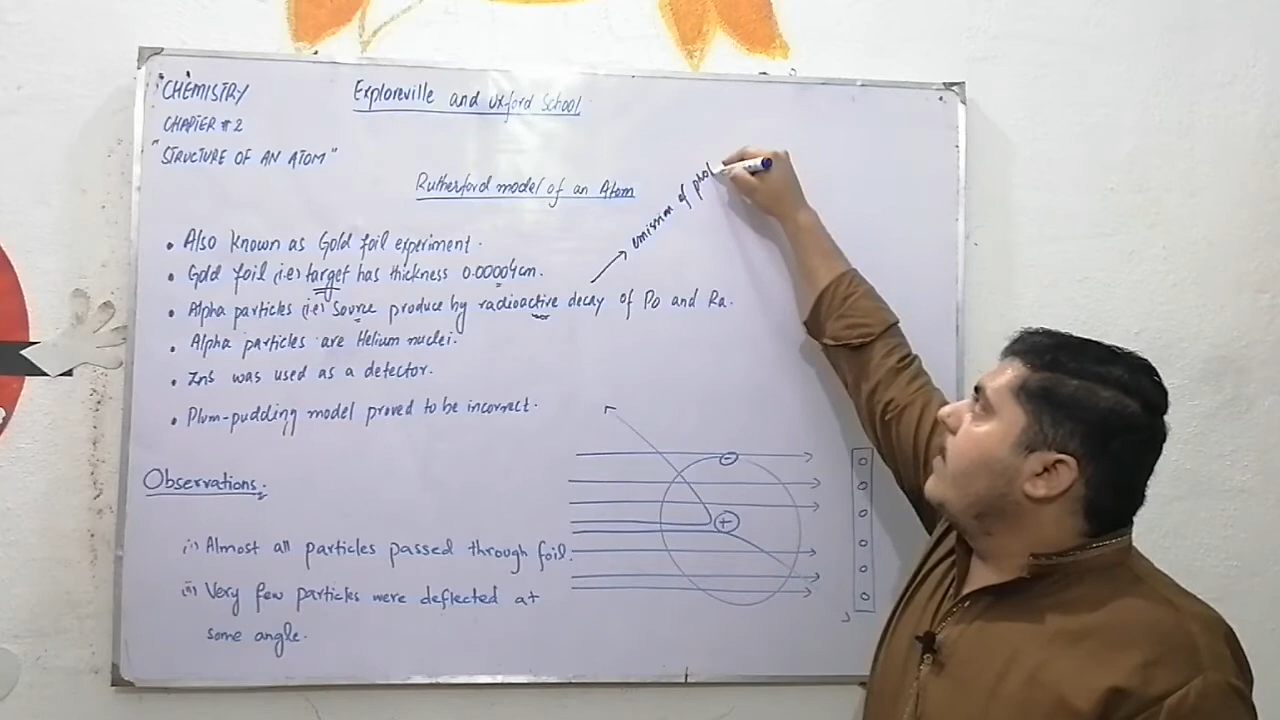 "CHEMISTRY
Exploreville and Oxford School
CHAPTER # 2
"STRUCTURE OF AN ATOM"
Rutherford model of an Atom
emission of phot
• Also known as Gold foil experiment.
• Gold foil (i.e) target has thickness 0.00004cm.
• Alpha particles (i.e) source produce by radioactive decay of Po and Ra.
• Alpha particles are Helium nuclei.
• ZnS was used as a detector.
• Plum-pudding model proved to be incorrect.
Observations:
i) Almost all particles passed through foil.
ii) Very few particles were deflected at
some angle.
-
+